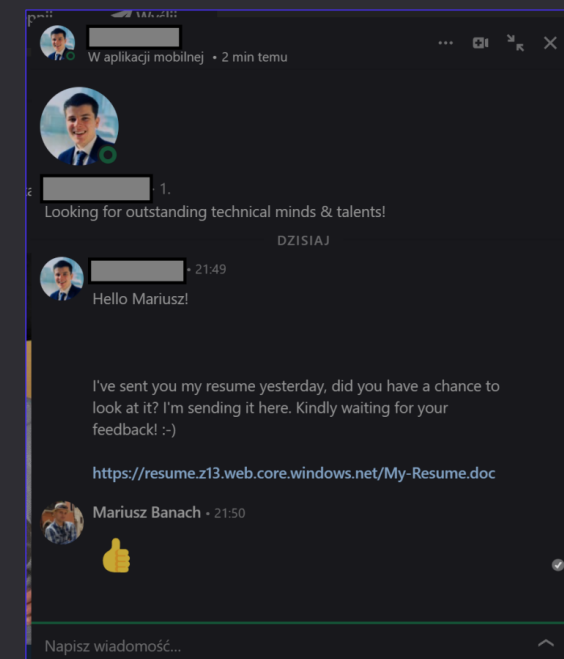 Wyślij
W aplikacji mobilnej • 2 min temu
· 1.
Looking for outstanding technical minds & talents!
DZISIAJ
• 21:49
Hello Mariusz!
I've sent you my resume yesterday, did you have a chance to
look at it? I'm sending it here. Kindly waiting for your
feedback! :-)
https://resume.z13.web.core.windows.net/My-Resume.doc
Mariusz Banach • 21:50
Napisz wiadomość...